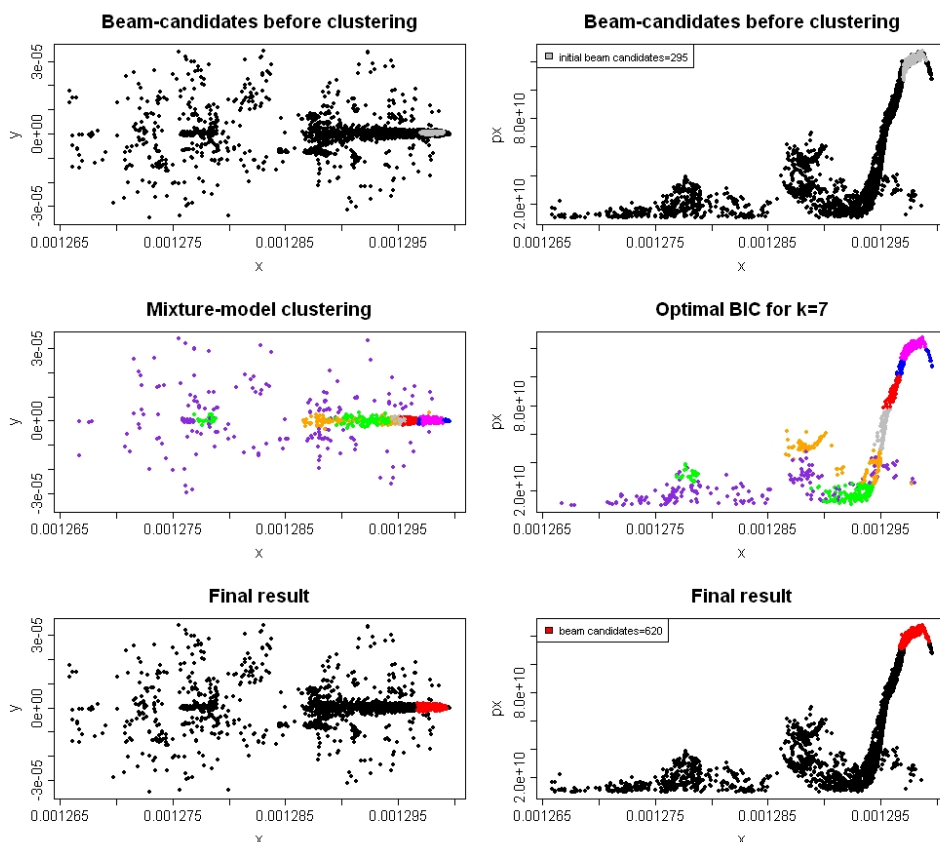 Beam-candidates before clustering
3e-05
0e+00
-3e-05
y
0.001265
0.001275
0.001285
0.001295
x
Beam-candidates before clustering
initial beam candidates=295
8.0e+10
2.0e+10
px
0.001265
0.001275
0.001285
0.001295
x
Mixture-model clustering
3e-05
0e+00
-3e-05
y
0.001265
0.001275
0.001285
0.001295
x
Optimal BIC for k=7
8.0e+10
2.0e+10
px
0.001265
0.001275
0.001285
0.001295
x
Final result
3e-05
0e+00
-3e-05
y
0.001265
0.001275
0.001285
0.001295
x
Final result
beam candidates=620
8.0e+10
2.0e+10
px
0.001265
0.001275
0.001285
0.001295
x